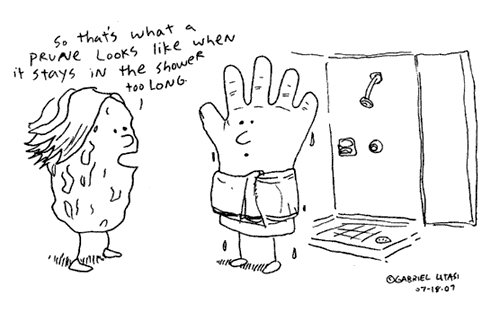 So that's what a
PRUNE LOOKS like when
it stays in the shower
too LONG.
©GABRIEL UTASI
07-18-07